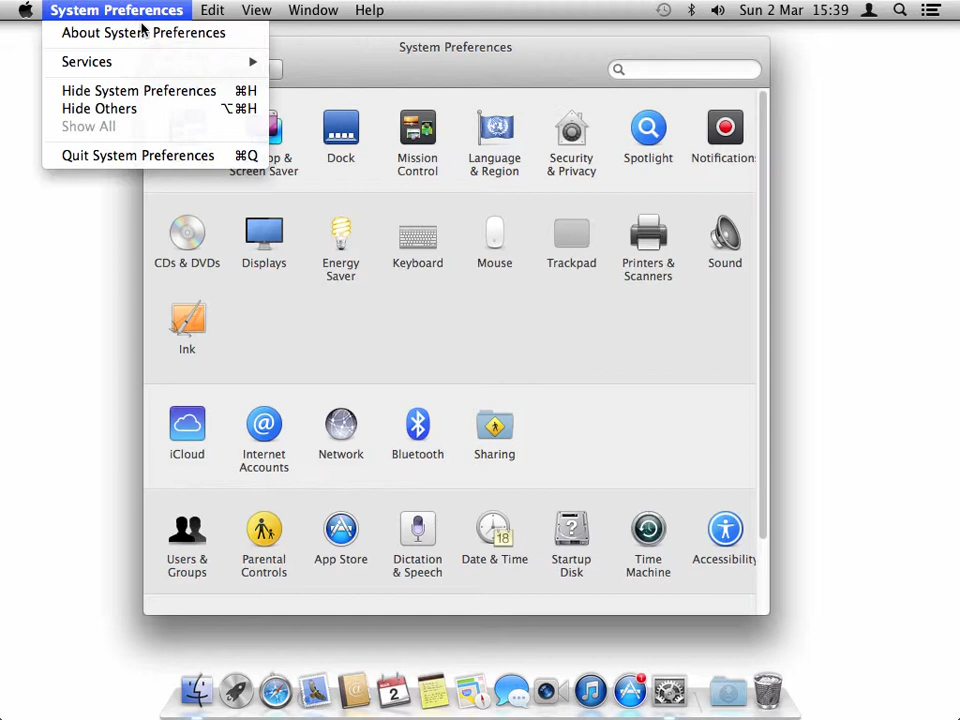 System Preferences Edit View Window Help Sun 2 Mar 15:39
About System Preferences
Services
Hide System Preferences ⌘H
Hide Others ⌥⌘H
Show All
Quit System Preferences ⌘Q
System Preferences
p &
Screen Saver
Dock
Mission
Control
Language
& Region
Security
& Privacy
Spotlight
Notification
CDs & DVDs
Displays
Energy
Saver
Keyboard
Mouse
Trackpad
Printers &
Scanners
Sound
Ink
iCloud
Internet
Accounts
Network
Bluetooth
Sharing
Users &
Groups
Parental
Controls
App Store
Dictation
& Speech
18
Date & Time
?
Startup
Disk
Time
Machine
Accessibility
2
1